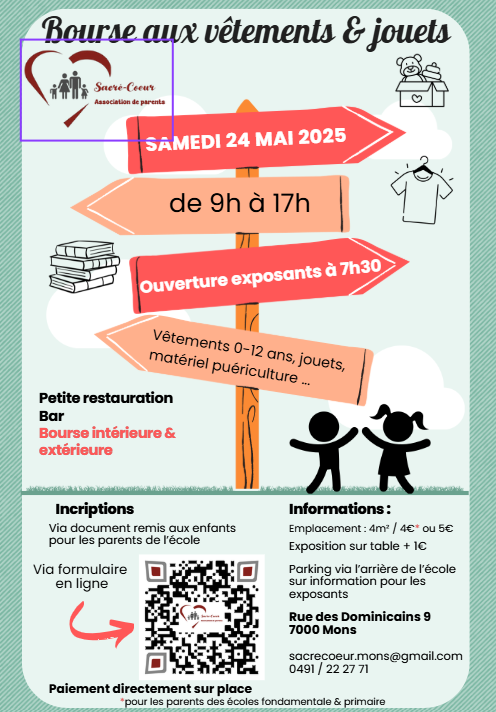 Bourse aux vêtements & jouets
Sacré-Coeur
Association de parents
SAMEDI 24 MAI 2025
de 9h à 17h
Ouverture exposants à 7h30
Vêtements 0-12 ans, jouets,
matériel puériculture ...
Petite restauration
Bar
Bourse intérieure &
extérieure
Incriptions
Via document remis aux enfants
pour les parents de l'école
Via formulaire
en ligne
Paiement directement sur place
Informations :
Emplacement : 4m² / 4€* ou 5€
Exposition sur table + 1€
Parking via l'arrière de l'école
sur information pour les
exposants
Rue des Dominicains 9
7000 Mons
sacrecoeur.mons@gmail.com
0491 / 22 27 71
*pour les parents des écoles fondamentale & primaire